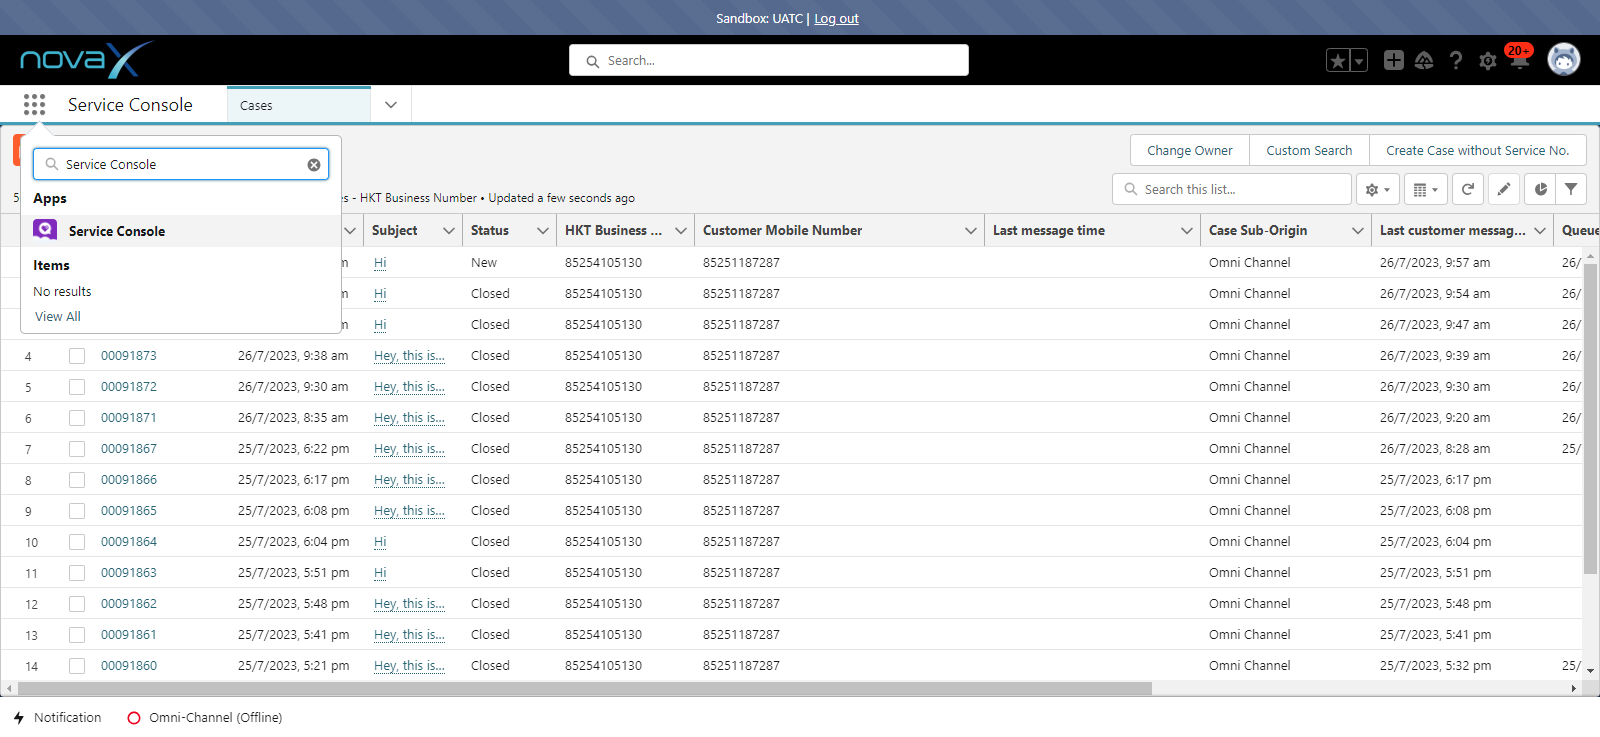 Sandbox: UATC | Log out
novaX
Search...
20+
Service Console
Cases
Service Console
Apps
Service Console
Items
No results
View All
Change Owner
Custom Search
Create Case without Service No.
- HKT Business Number • Updated a few seconds ago
Search this list...
Subject Status HKT Business ... Customer Mobile Number Last message time Case Sub-Origin Last customer messag... Queue
Hi New 85254105130 85251187287 Omni Channel 26/7/2023, 9:57 am 26/
Hi Closed 85254105130 85251187287 Omni Channel 26/7/2023, 9:54 am 26/
Hi Closed 85254105130 85251187287 Omni Channel 26/7/2023, 9:47 am 26/
4 00091873 26/7/2023, 9:38 am Hey, this is... Closed 85254105130 85251187287 Omni Channel 26/7/2023, 9:39 am 26/
5 00091872 26/7/2023, 9:30 am Hey, this is... Closed 85254105130 85251187287 Omni Channel 26/7/2023, 9:30 am 26/
6 00091871 26/7/2023, 8:35 am Hey, this is... Closed 85254105130 85251187287 Omni Channel 26/7/2023, 9:20 am 26/
7 00091867 25/7/2023, 6:22 pm Hey, this is... Closed 85254105130 85251187287 Omni Channel 26/7/2023, 8:28 am 25/
8 00091866 25/7/2023, 6:17 pm Hey, this is... Closed 85254105130 85251187287 Omni Channel 25/7/2023, 6:17 pm
9 00091865 25/7/2023, 6:08 pm Hey, this is... Closed 85254105130 85251187287 Omni Channel 25/7/2023, 6:08 pm
10 00091864 25/7/2023, 6:04 pm Hi Closed 85254105130 85251187287 Omni Channel 25/7/2023, 6:04 pm
11 00091863 25/7/2023, 5:51 pm Hi Closed 85254105130 85251187287 Omni Channel 25/7/2023, 5:51 pm
12 00091862 25/7/2023, 5:48 pm Hey, this is... Closed 85254105130 85251187287 Omni Channel 25/7/2023, 5:48 pm
13 00091861 25/7/2023, 5:41 pm Hey, this is... Closed 85254105130 85251187287 Omni Channel 25/7/2023, 5:41 pm
14 00091860 25/7/2023, 5:21 pm Hey, this is... Closed 85254105130 85251187287 Omni Channel 25/7/2023, 5:32 pm 25/
Notification
Omni-Channel (Offline)